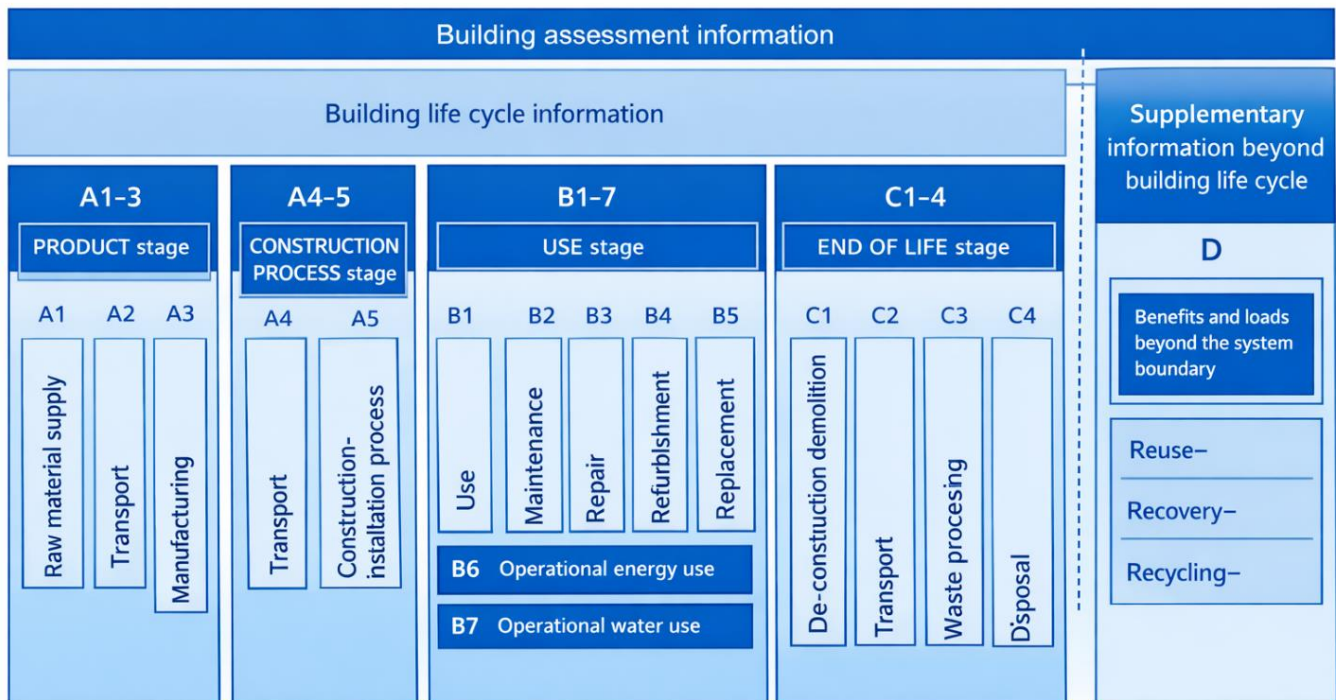 Building assessment information
Building life cycle information
Supplementary
information beyond
building life cycle
A1–3
PRODUCT stage
A4–5
CONSTRUCTION
PROCESS stage
B1–7
USE stage
C1–4
END OF LIFE stage
D
Benefits and loads
beyond the system
boundary
Reuse–
Recovery–
Recycling–
A1
A2
A3
A4
A5
B1
B2
B3
B4
B5
C1
C2
C3
C4
Raw material supply
Transport
Manufacturing
Transport
Construction-
installation process
Use
Maintenance
Repair
Refurblshment
Replacement
B6 Operational energy use
B7 Operational water use
De-construction demolition
Transport
Waste procesing
Disposal